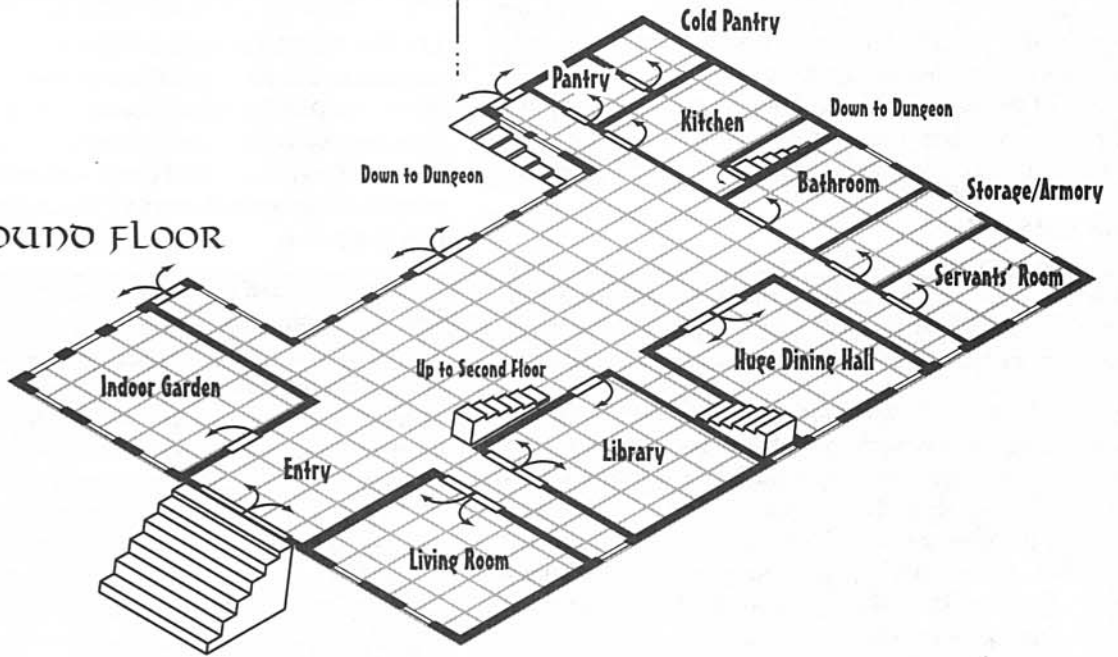 Cold Pantry
Pantry
Down to Dungeon
Kitchen
Down to Dungeon
Bathroom
Storage/Armory
OUND FLOOR
Servants' Room
Huge Dining Hall
Up to Second Floor
Indoor Garden
Library
Entry
Living Room